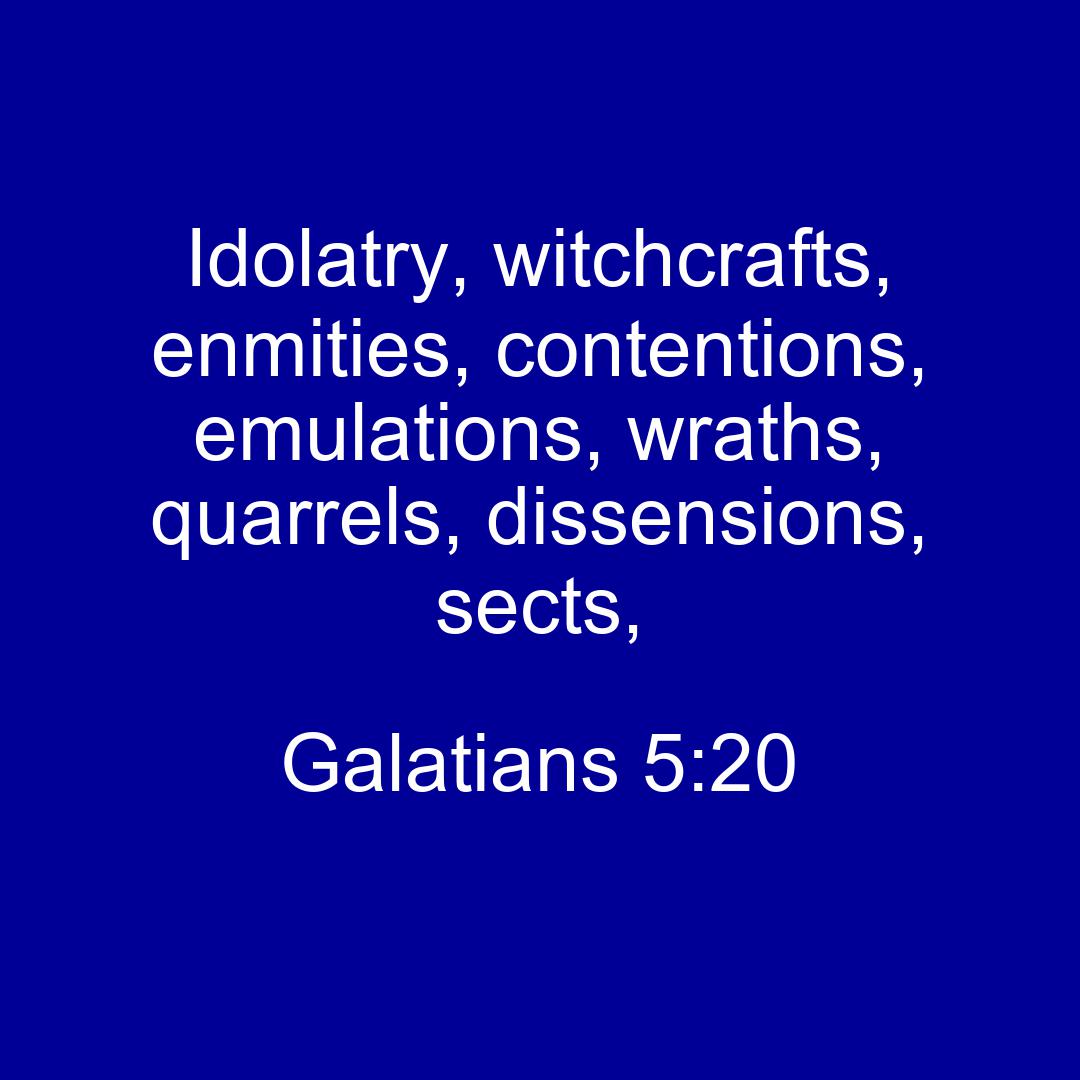 Idolatry, witchcrafts,
enmities, contentions,
emulations, wraths,
quarrels, dissensions,
sects,
Galatians 5:20